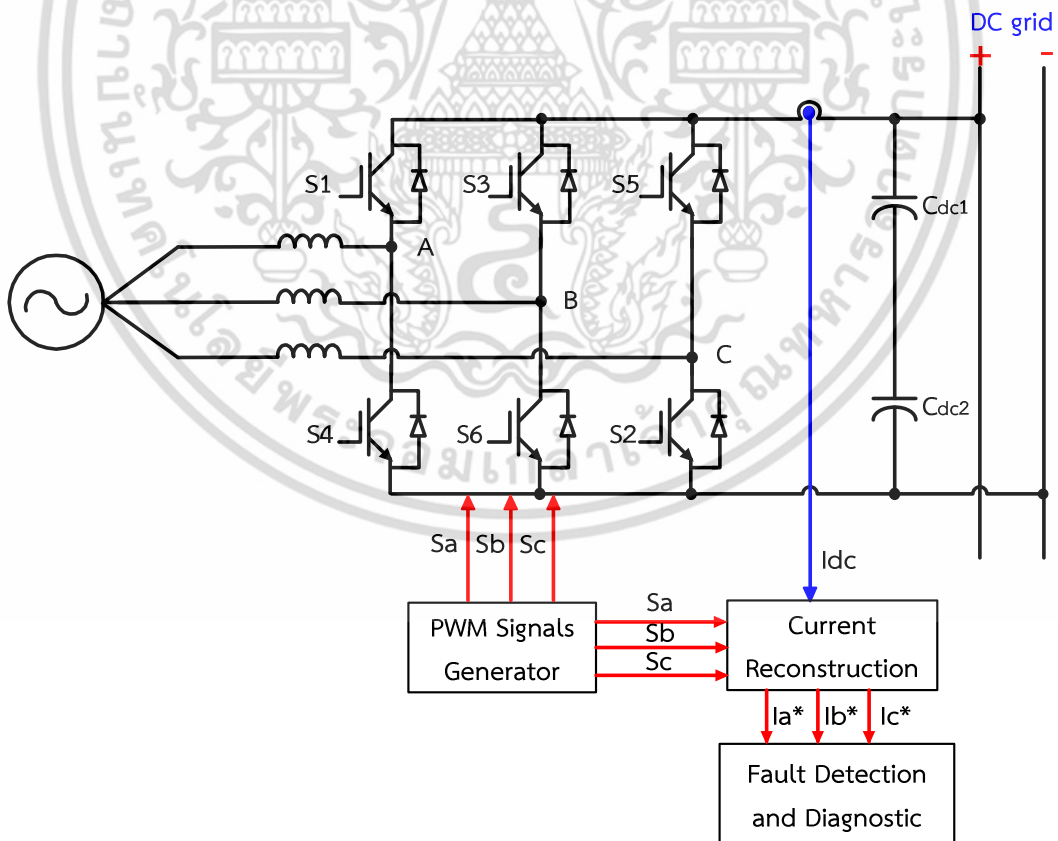 DC grid
+ -
S1 S3 S5
Cdc1
A
B
C
Cdc2
S4 S6 S2
Sa Sb Sc
Idc
PWM Signals
Generator
Sa
Sb
Sc
Current
Reconstruction
Ia* Ib* Ic*
Fault Detection
and Diagnostic